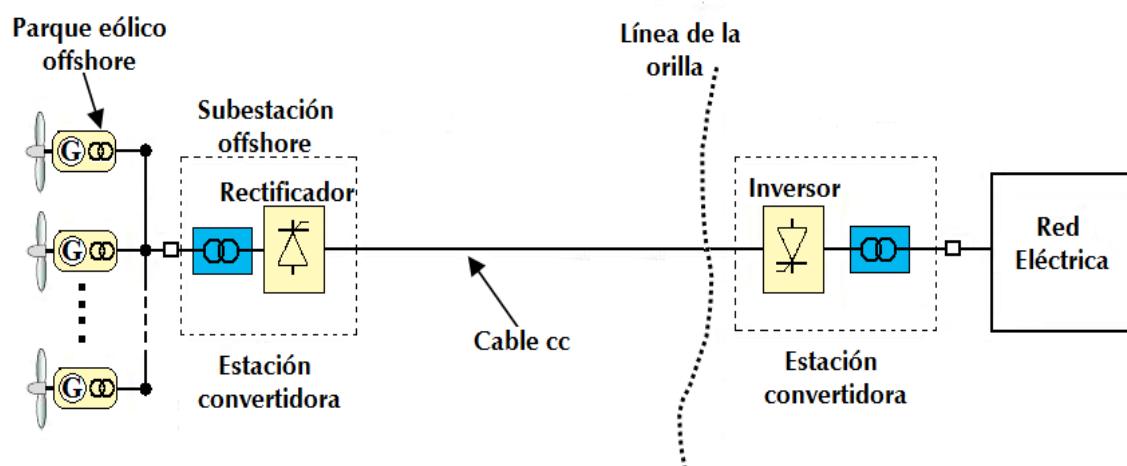 Parque eólico
offshore
Línea de la
orilla
Subestación
offshore
Rectificador
Inversor
G
G
G
Red
Eléctrica
Cable cc
Estación
convertidora
Estación
convertidora